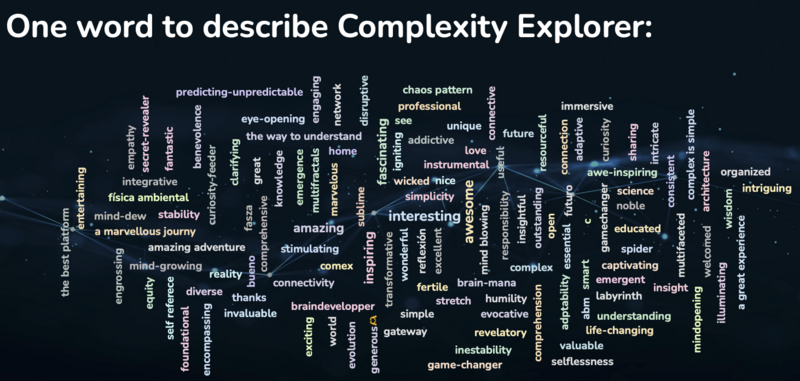 One word to describe Complexity Explorer:
predicting-unpredictable
engaging
network
disruptive
chaos pattern
professional
connective
immersive
empathy
secret-revealer
fantastic
benevolence
eye-opening
the way to understand
home
fascinating
see
igniting
addictive
unique
future
resourceful
connection
adaptive
curiosity
sharing
intricate
complex is simple
entertaining
integrative
física ambiental
curiosity-feeder
clarifying
great
knowledge
emergence
multifractals
marvelous
love
instrumental
useful
awe-inspiring
consistent
architecture
organized
intriguing
wicked
nice
simplicity
science
noble
mind-dew
stability
fasza
comprehensive
sublime
interesting
awesome
responsibility
insightful
outstanding
open
futuro
c
gamechanger
educated
wisdom
the best platform
a marvellous journy
amazing
amazing adventure
stimulating
inspiring
transformative
wonderful
reflexión
excellent
mind blowing
essential
spider
multifaceted
welcomed
a great experience
engrossing
mind-growing
reality
bueno
comex
complex
captivating
connectivity
equity
self referece
diverse
thanks
fertile
brain-mana
adptability
smart
emergent
insight
labyrinth
mindopening
illuminating
foundational
encompassing
invaluable
braindevelopper
stretch
humility
comprehension
abm
simple
evocative
understanding
exciting
world
evolution
generous
gateway
revelatory
life-changing
inestability
valuable
game-changer
selflessness